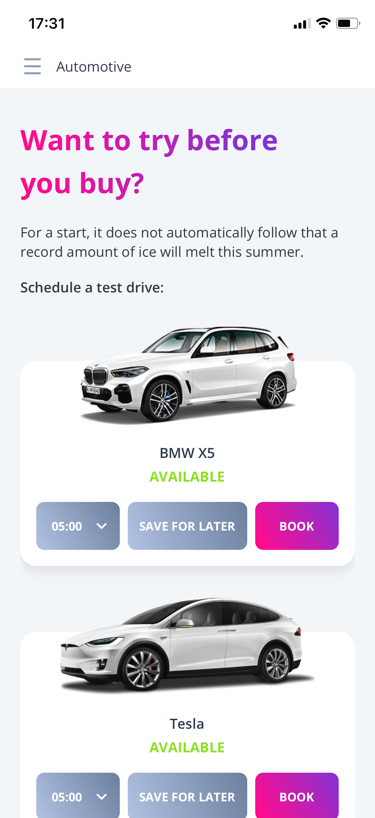 17:31
Automotive
Want to try before
you buy?
For a start, it does not automatically follow that a
record amount of ice will melt this summer.
Schedule a test drive:
BMW X5
AVAILABLE
05:00 SAVE FOR LATER BOOK
Tesla
AVAILABLE
05:00 SAVE FOR LATER BOOK